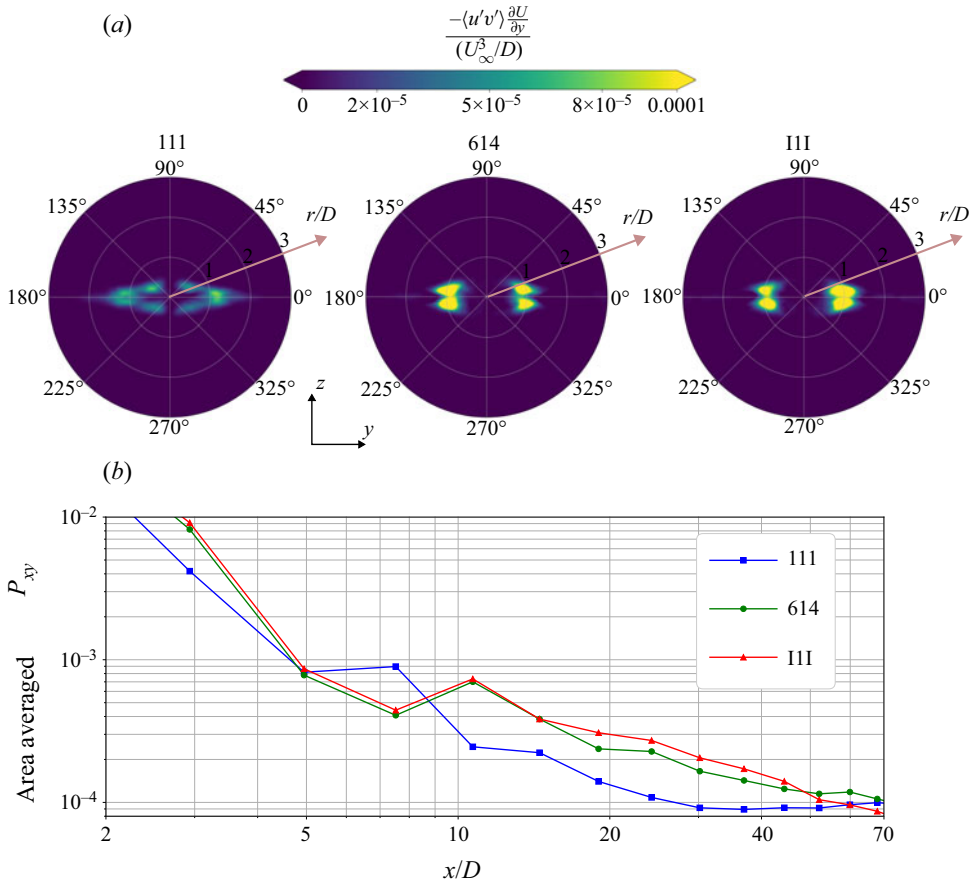 (a)
−⟨u′v′⟩ ∂U/∂y
(U∞³/D)
0 2×10⁻⁵ 5×10⁻⁵ 8×10⁻⁵ 0.0001
111 614 I1I
90° 90° 90°
135° 45° r/D 135° 45° r/D 135° 45° r/D
1 2 3 1 2 3 1 2 3
180° 0° 180° 0° 180° 0°
225° 325° 225° 325° 225° 325°
270° 270° 270°
z
y
(b)
10⁻²
10⁻³
10⁻⁴
Area averaged Pxy
111
614
I1I
2 5 10 20 40 70
x/D